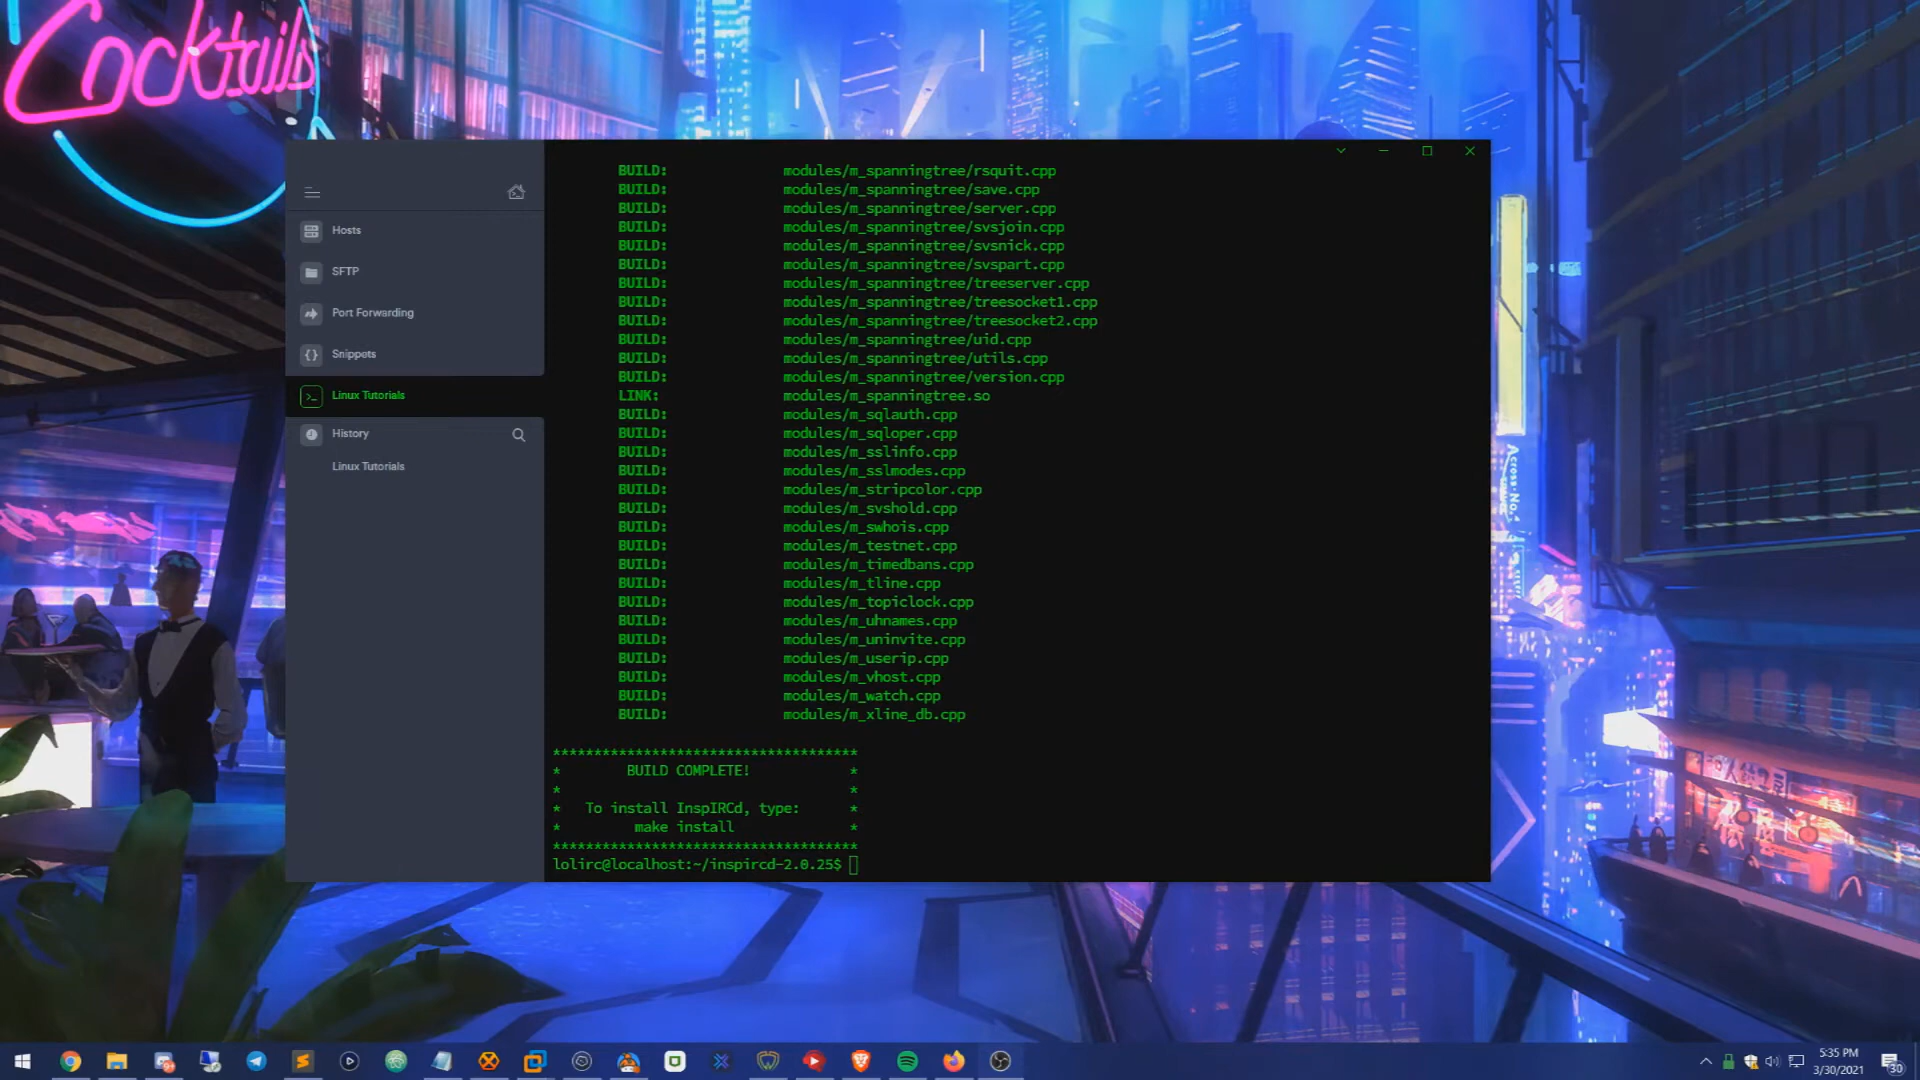 Cocktails
Hosts
SFTP
Port Forwarding
Snippets
Linux Tutorials
History
Linux Tutorials
BUILD: modules/m_spanningtree/rsquit.cpp
BUILD: modules/m_spanningtree/save.cpp
BUILD: modules/m_spanningtree/server.cpp
BUILD: modules/m_spanningtree/svsjoin.cpp
BUILD: modules/m_spanningtree/svsnick.cpp
BUILD: modules/m_spanningtree/svspart.cpp
BUILD: modules/m_spanningtree/treeserver.cpp
BUILD: modules/m_spanningtree/treesocket1.cpp
BUILD: modules/m_spanningtree/treesocket2.cpp
BUILD: modules/m_spanningtree/uid.cpp
BUILD: modules/m_spanningtree/utils.cpp
BUILD: modules/m_spanningtree/version.cpp
LINK: modules/m_spanningtree.so
BUILD: modules/m_sqlauth.cpp
BUILD: modules/m_sqloper.cpp
BUILD: modules/m_sslinfo.cpp
BUILD: modules/m_sslmodes.cpp
BUILD: modules/m_stripcolor.cpp
BUILD: modules/m_svshold.cpp
BUILD: modules/m_swhois.cpp
BUILD: modules/m_testnet.cpp
BUILD: modules/m_timedbans.cpp
BUILD: modules/m_tline.cpp
BUILD: modules/m_topiclock.cpp
BUILD: modules/m_uhnames.cpp
BUILD: modules/m_uninvite.cpp
BUILD: modules/m_userip.cpp
BUILD: modules/m_vhost.cpp
BUILD: modules/m_watch.cpp
BUILD: modules/m_xline_db.cpp
*************************************
* BUILD COMPLETE! *
* *
* To install InspIRCd, type: *
* make install *
*************************************
lolirc@localhost:~/inspircd-2.0.25$
Across-No.4
5:35 PM
3/30/2021
30